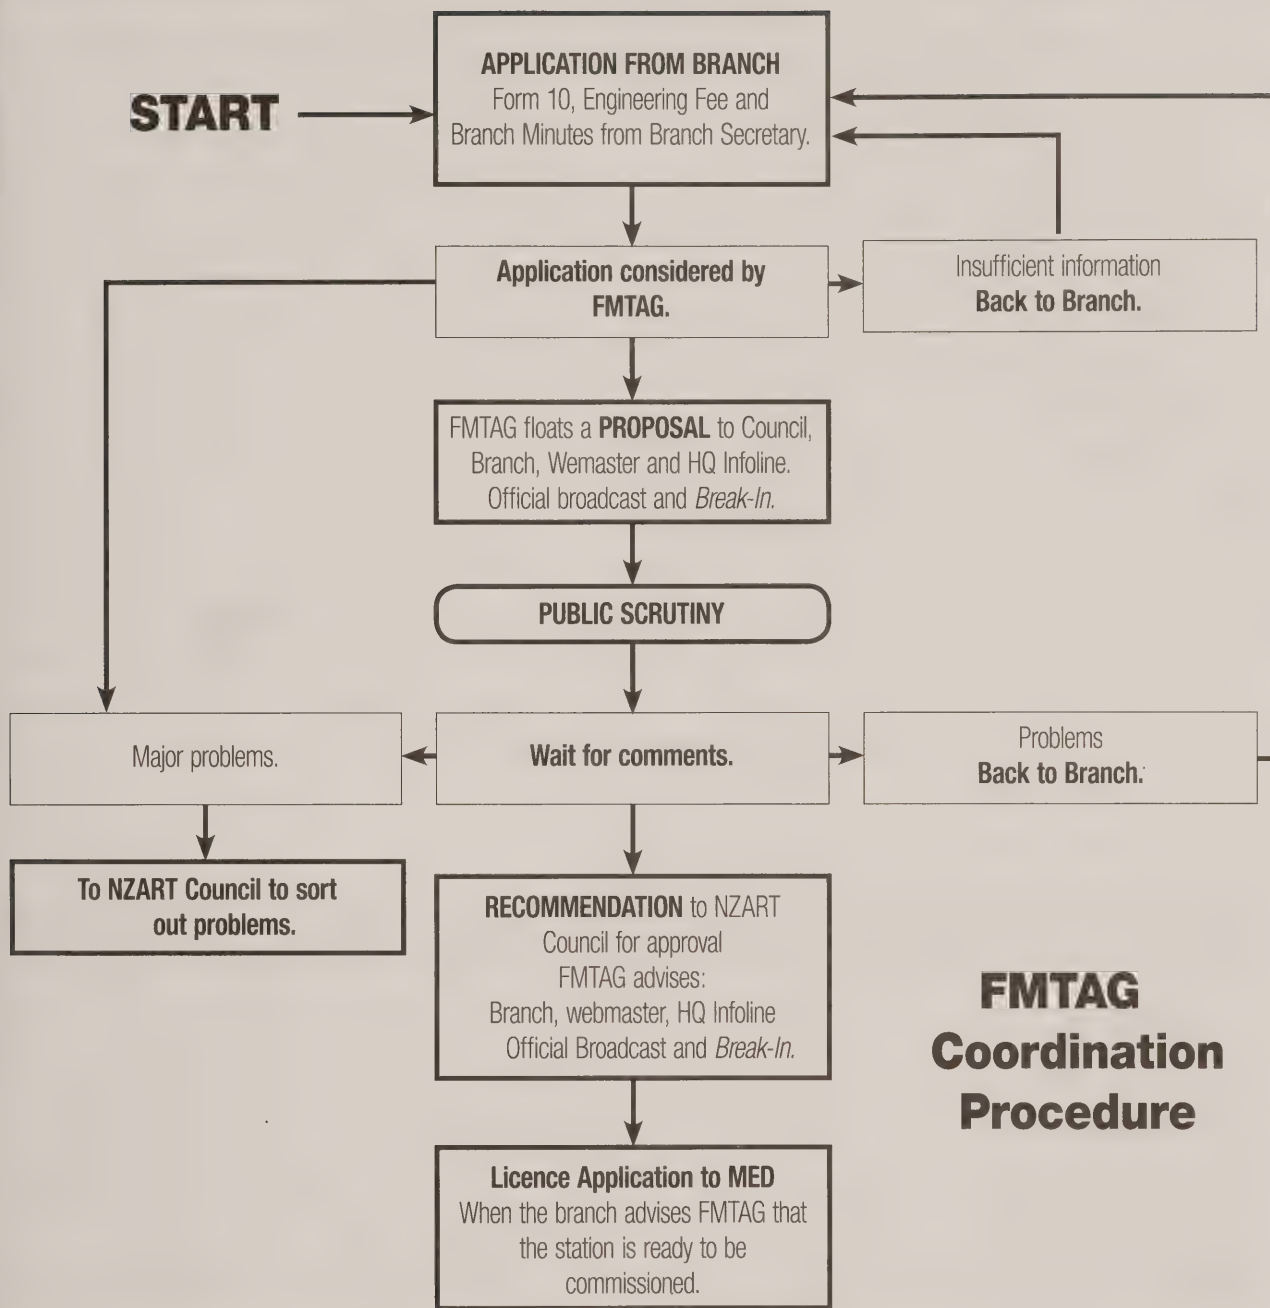 START
APPLICATION FROM BRANCH
Form 10, Engineering Fee and
Branch Minutes from Branch Secretary.
Application considered by
FMTAG.
Insufficient information
Back to Branch.
FMTAG floats a PROPOSAL to Council,
Branch, Wemaster and HQ Infoline.
Official broadcast and Break-In.
PUBLIC SCRUTINY
Major problems.
Wait for comments.
Problems
Back to Branch.
To NZART Council to sort
out problems.
RECOMMENDATION to NZART
Council for approval
FMTAG advises:
Branch, webmaster, HQ Infoline
Official Broadcast and Break-In.
FMTAG
Coordination
Procedure
Licence Application to MED
When the branch advises FMTAG that
the station is ready to be
commissioned.